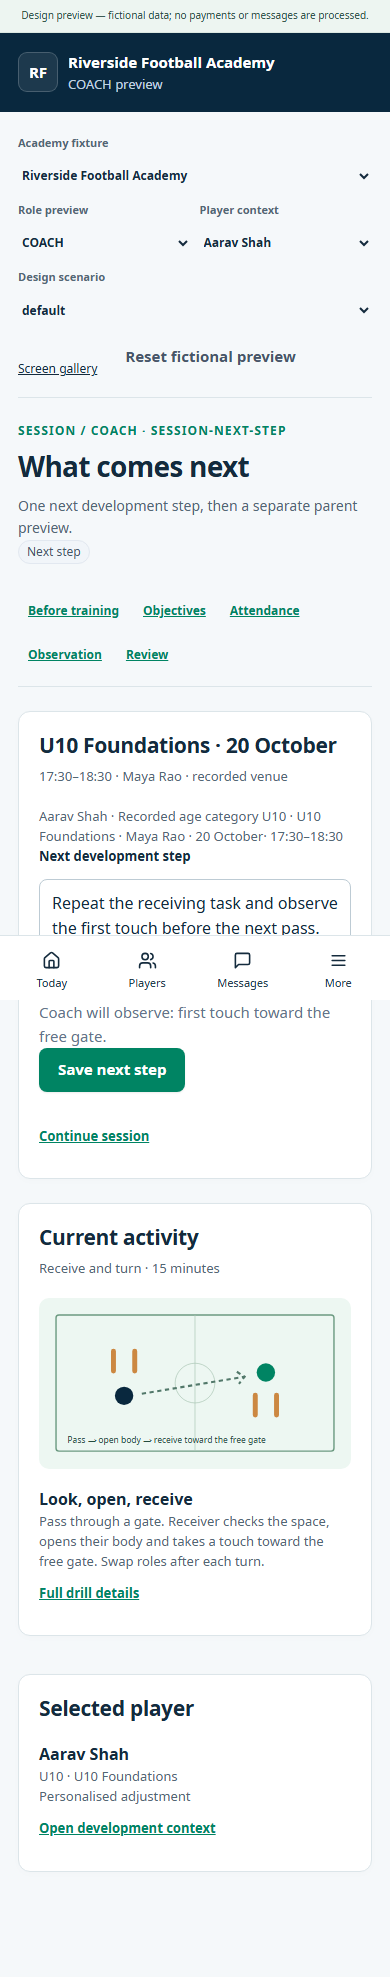 Design preview — fictional data; no payments or messages are processed.
RF
Riverside Football Academy
COACH preview
Academy fixture
Riverside Football Academy
Role preview
Player context
COACH
Aarav Shah
Design scenario
default
Screen gallery
Reset fictional preview
SESSION / COACH · SESSION-NEXT-STEP
What comes next
One next development step, then a separate parent
preview.
Next step
Before training
Objectives
Attendance
Observation
Review
U10 Foundations · 20 October
17:30–18:30 · Maya Rao · recorded venue
Aarav Shah · Recorded age category U10 · U10
Foundations · Maya Rao · 20 October· 17:30–18:30
Next development step
Repeat the receiving task and observe
the first touch before the next pass.
Today
Players
Messages
More
Coach will observe: first touch toward the
free gate.
Save next step
Continue session
Current activity
Receive and turn · 15 minutes
Pass → open body → receive toward the free gate
Look, open, receive
Pass through a gate. Receiver checks the space,
opens their body and takes a touch toward the
free gate. Swap roles after each turn.
Full drill details
Selected player
Aarav Shah
U10 · U10 Foundations
Personalised adjustment
Open development context